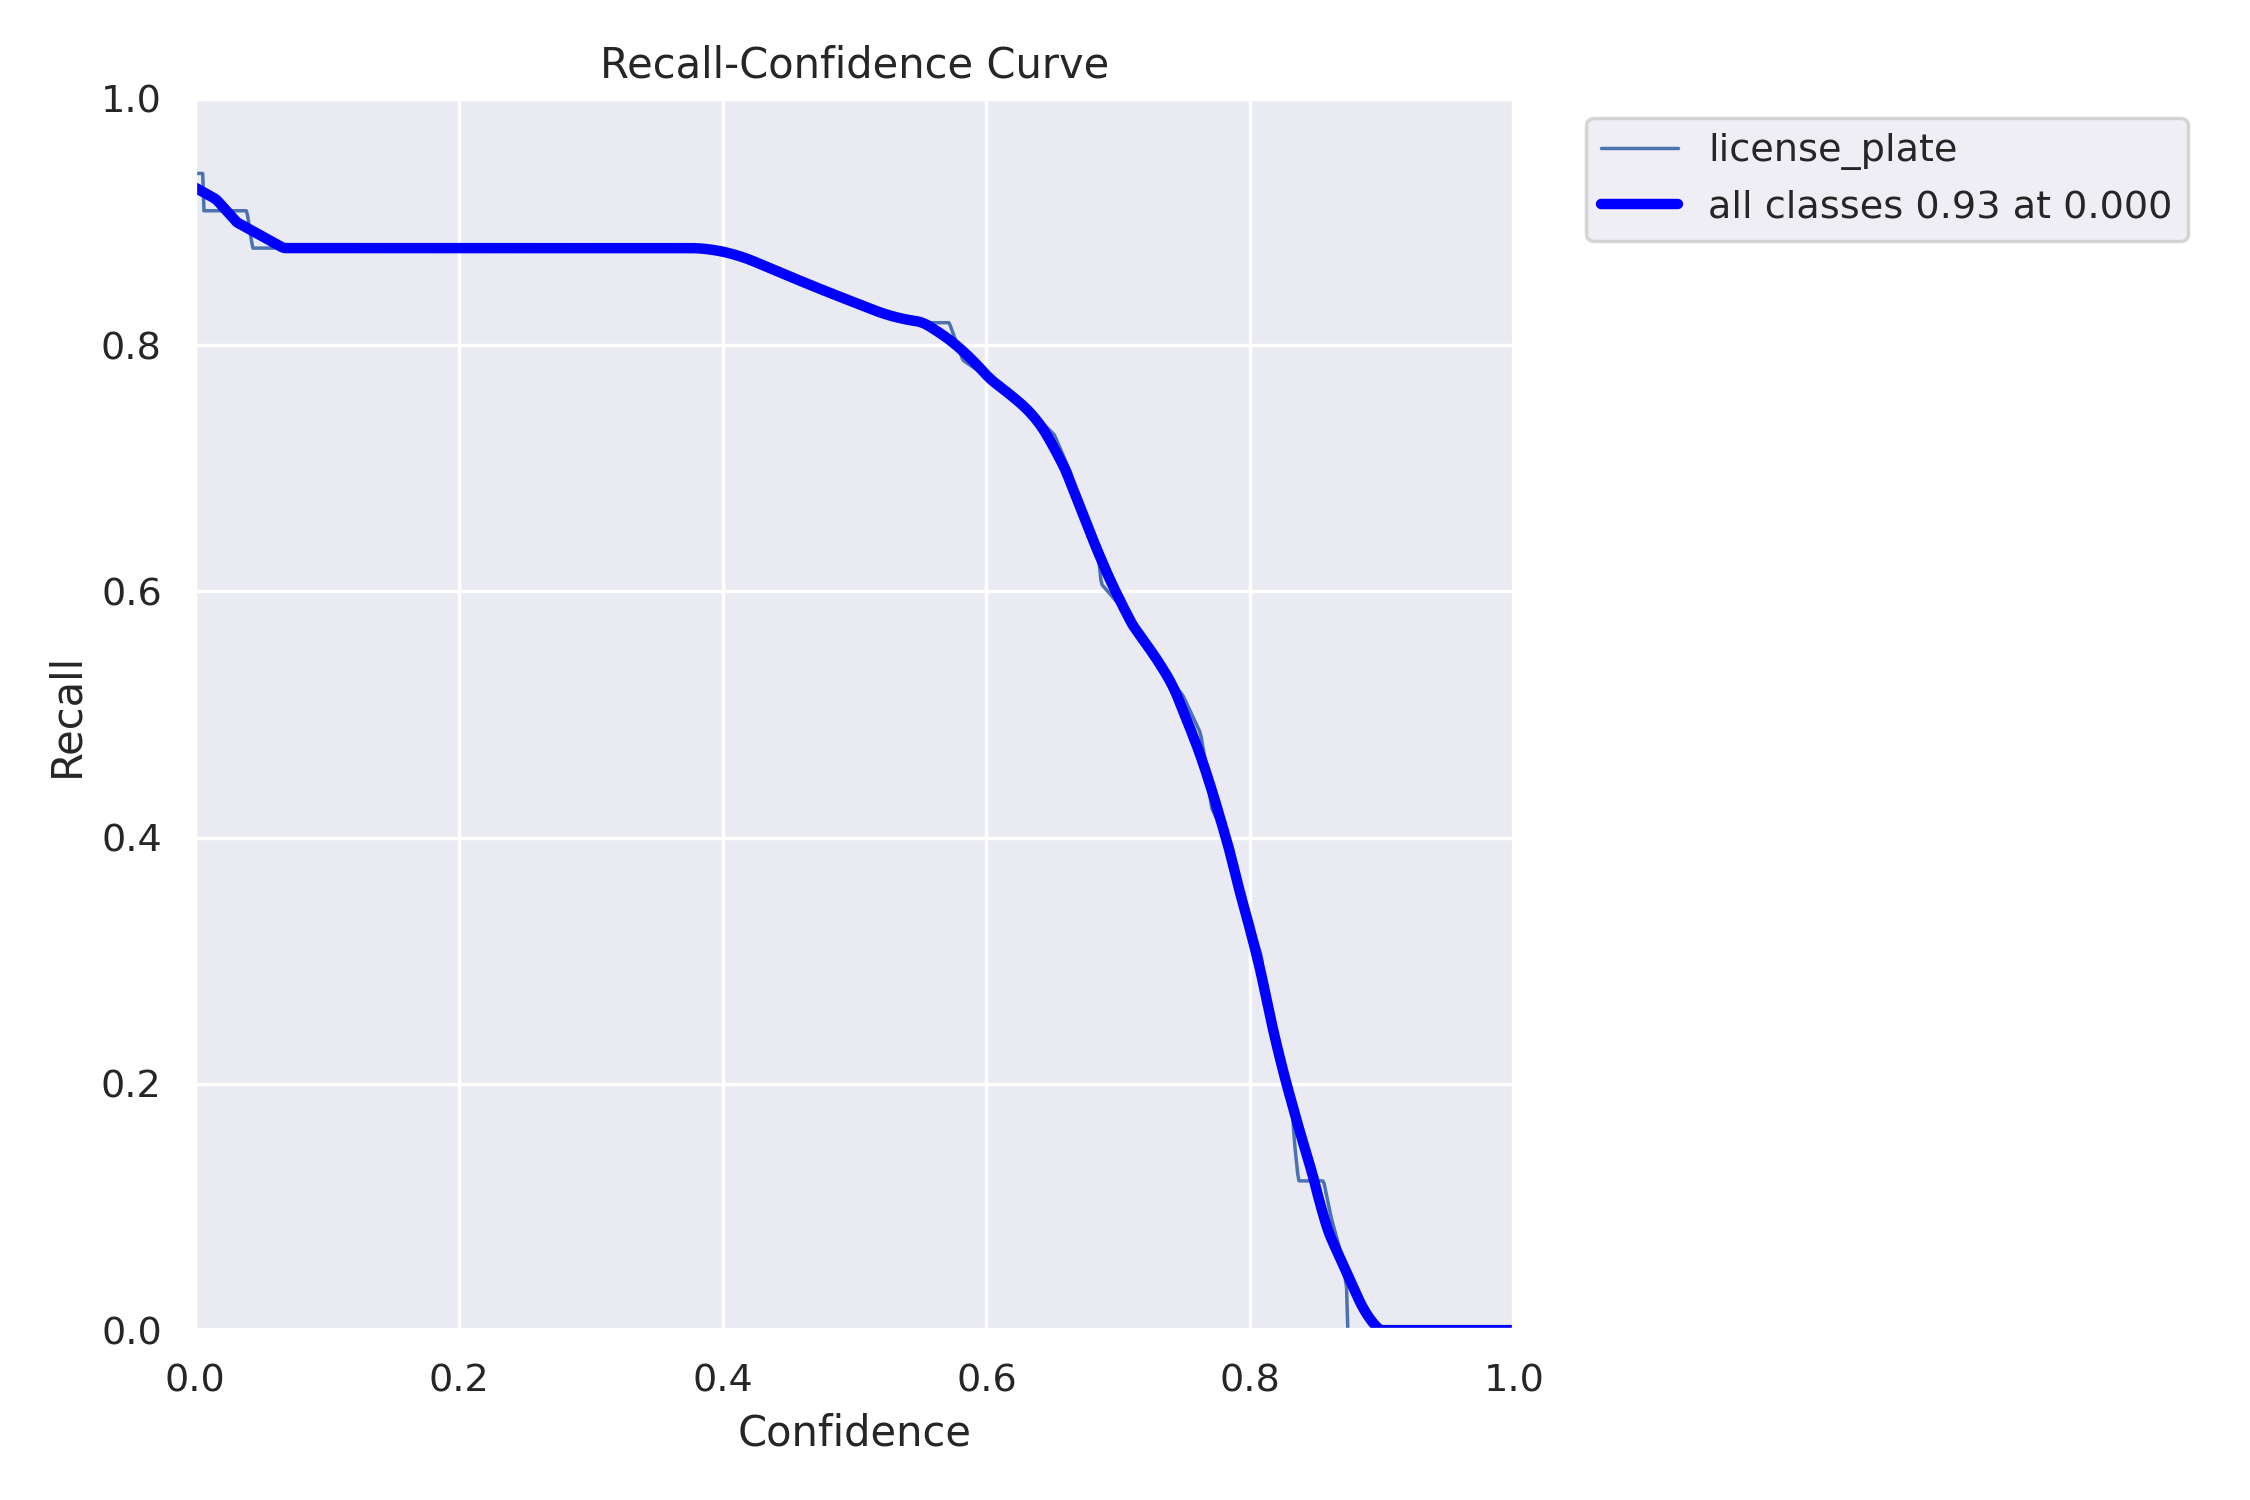 Recall-Confidence Curve
1.0
0.8
0.6
0.4
0.2
0.0
Recall
0.0 0.2 0.4 0.6 0.8 1.0
Confidence
license_plate
all classes 0.93 at 0.000